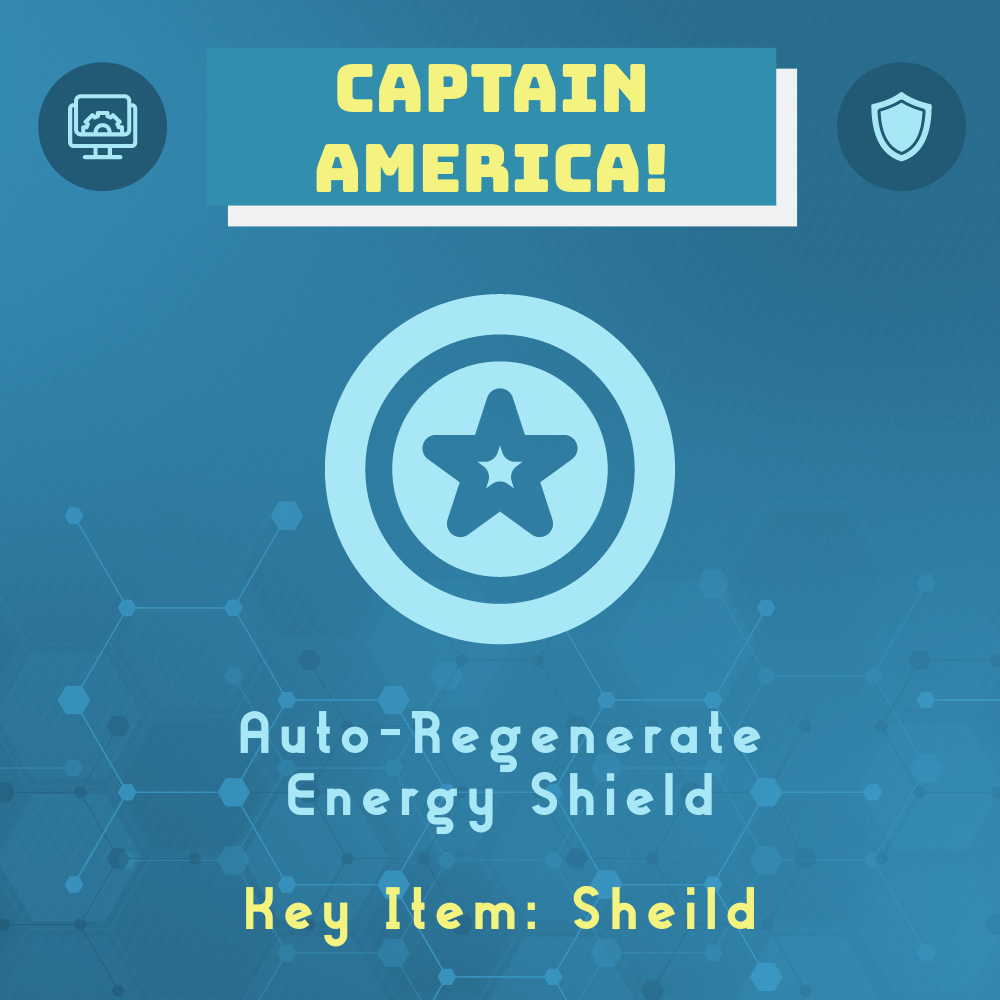 CAPTAIN
AMERICA!
Auto-Regenerate
Energy Shield
Key Item: Sheild